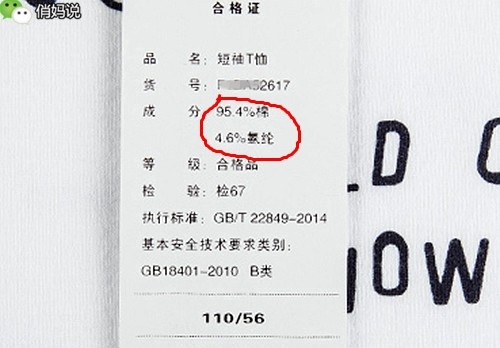 俏妈说
合格证
品 名：短袖T恤
货 号：2617
成 分：95.4%棉
4.6%氨纶
等 级：合格品
检 验：检67
执行标准：GB/T 22849-2014
基本安全技术要求类别：
GB18401-2010 B类
110/56
LD
gow